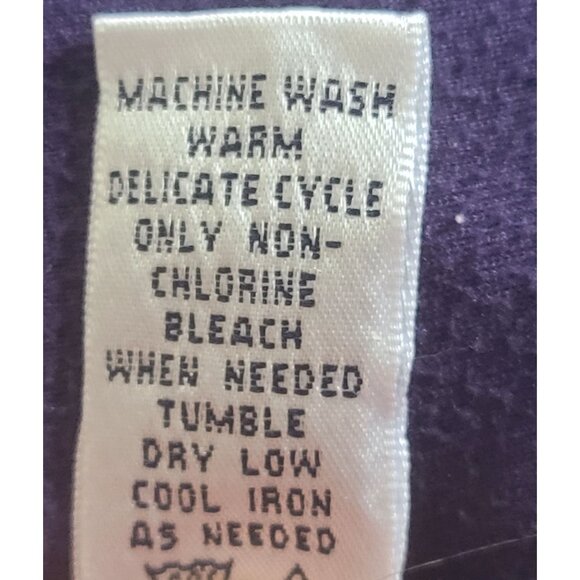 MACHINE WASH
WARM
DELICATE CYCLE
ONLY NON-
CHLORINE
BLEACH
WHEN NEEDED
TUMBLE
DRY LOW
COOL IRON
AS NEEDED